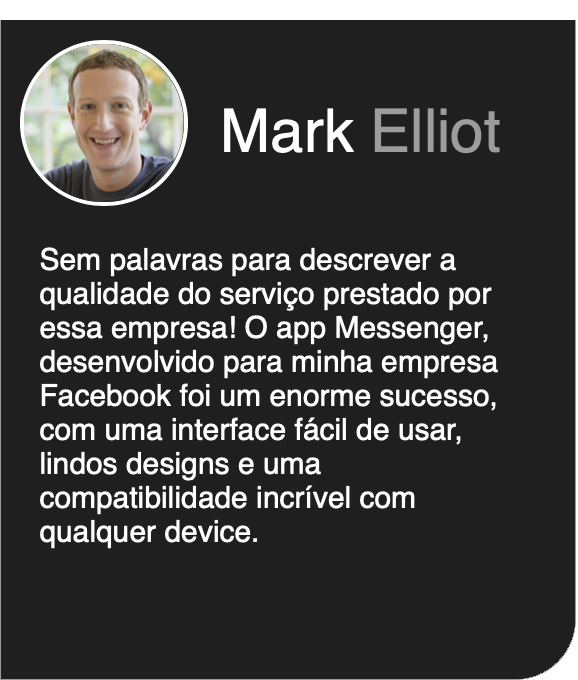 Mark Elliot
Sem palavras para descrever a
qualidade do serviço prestado por
essa empresa! O app Messenger,
desenvolvido para minha empresa
Facebook foi um enorme sucesso,
com uma interface fácil de usar,
lindos designs e uma
compatibilidade incrível com
qualquer device.